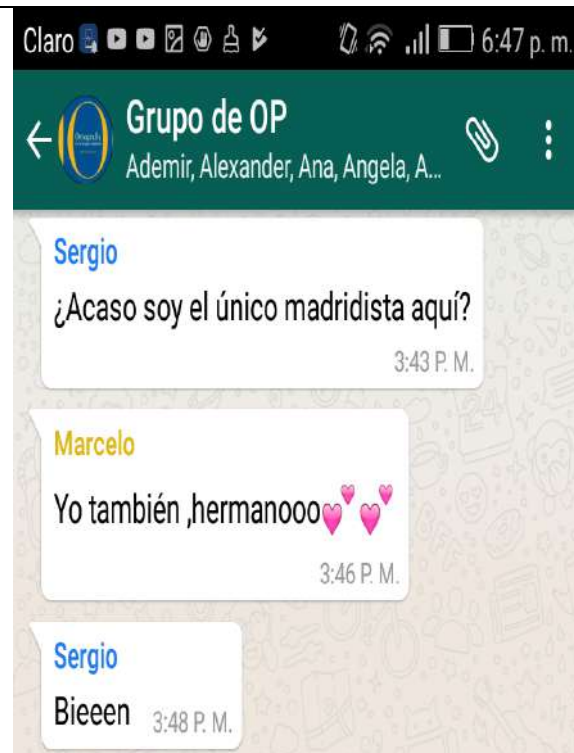 Claro 6:47 p. m.
Grupo de OP
Ademir, Alexander, Ana, Angela, A...
Sergio
¿Acaso soy el único madridista aquí?
3:43 P. M.
Marcelo
Yo también ,hermanooo💕💕
3:46 P. M.
Sergio
Bieeen 3:48 P. M.